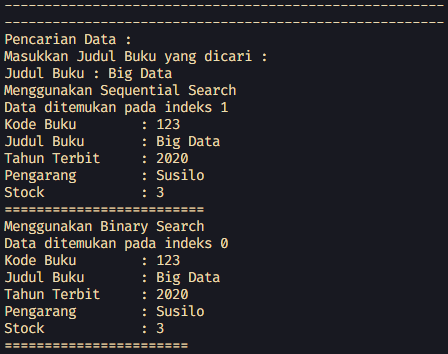 -------------------------------------------------------
-------------------------------------------------------
Pencarian Data :
Masukkan Judul Buku yang dicari :
Judul Buku : Big Data
Menggunakan Sequential Search
Data ditemukan pada indeks 1
Kode Buku        : 123
Judul Buku       : Big Data
Tahun Terbit     : 2020
Pengarang        : Susilo
Stock            : 3
=========================
Menggunakan Binary Search
Data ditemukan pada indeks 0
Kode Buku        : 123
Judul Buku       : Big Data
Tahun Terbit     : 2020
Pengarang        : Susilo
Stock            : 3
=======================